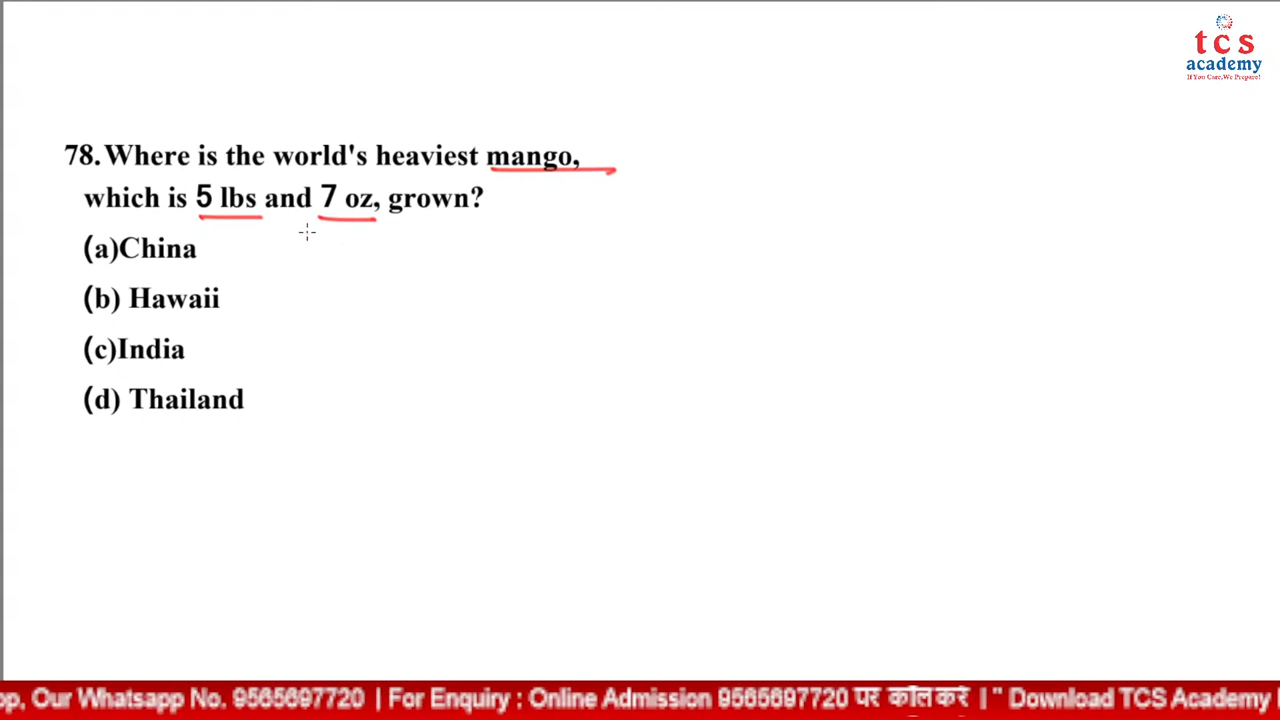 tcs
academy
If You Care,We Prepare!
78.Where is the world's heaviest mango,
which is 5 lbs and 7 oz, grown?
(a)China
(b) Hawaii
(c)India
(d) Thailand
op, Our Whatsapp No. 9565697720 | For Enquiry : Online Admission 9565697720 पर कॉल करें | " Download TCS Academy